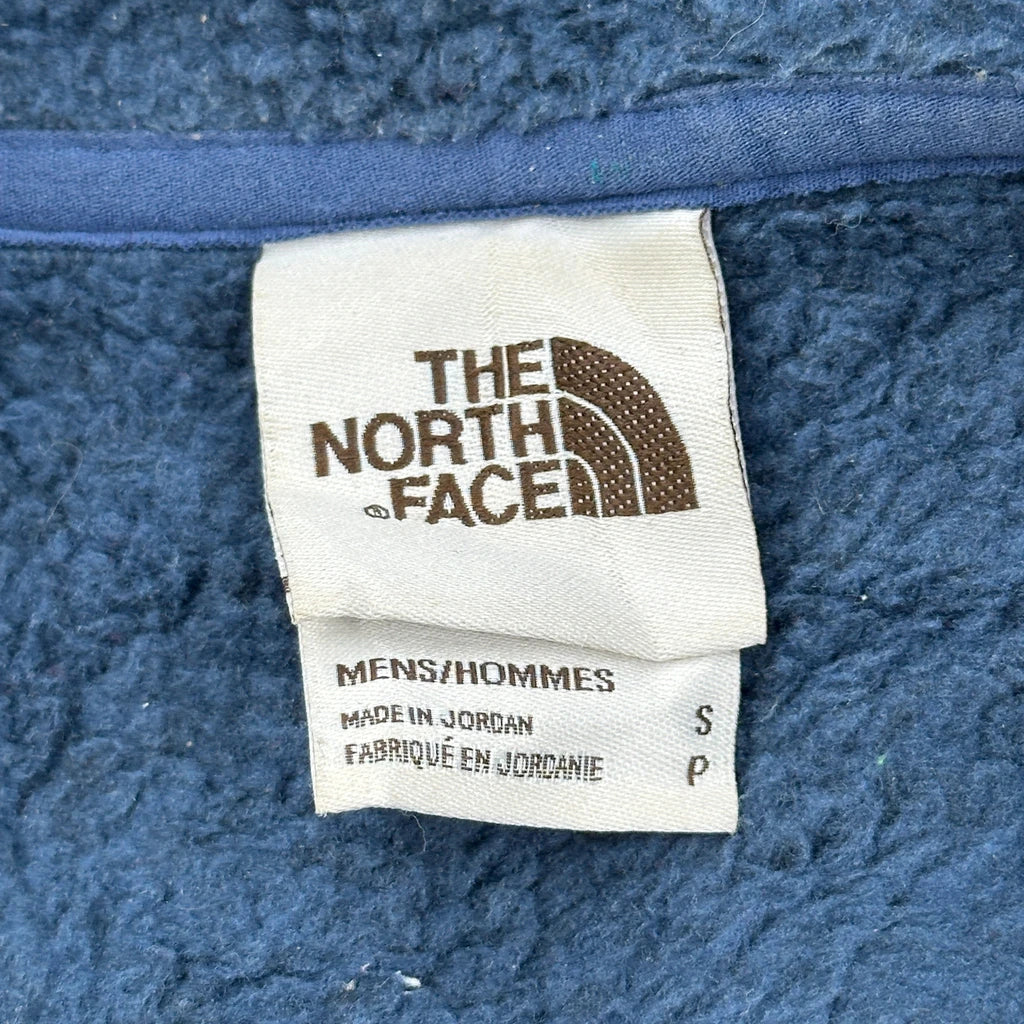 THE
NORTH
®FACE
MENS/HOMMES
MADE IN JORDAN S
FABRIQUÉ EN JORDANIE P